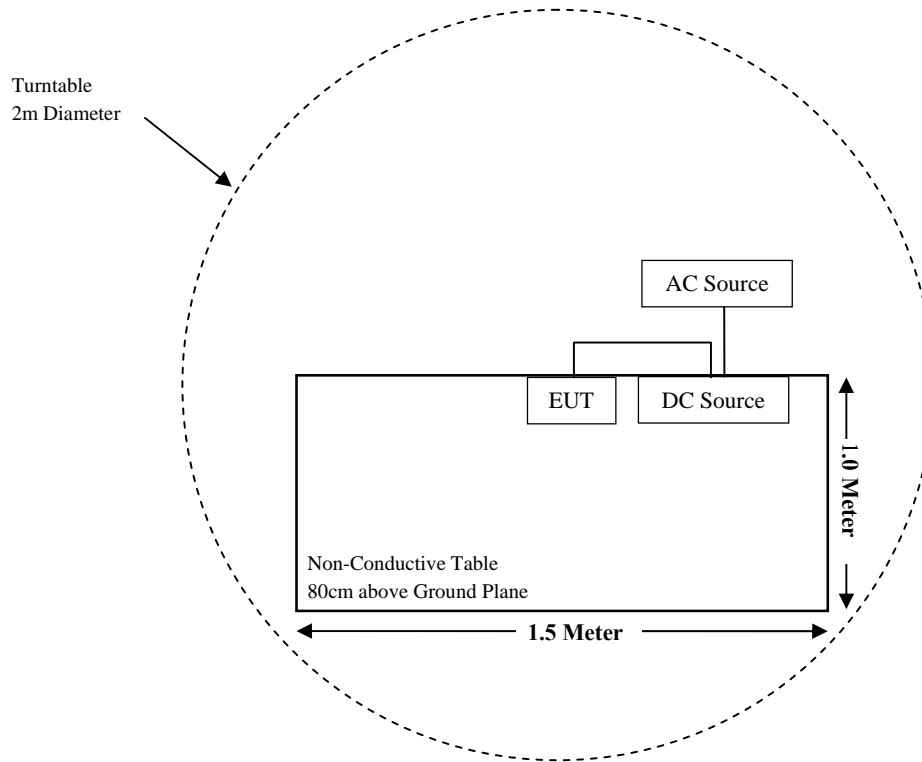 Turntable
2m Diameter
AC Source
EUT
DC Source
1.0 Meter
Non-Conductive Table
80cm above Ground Plane
1.5 Meter